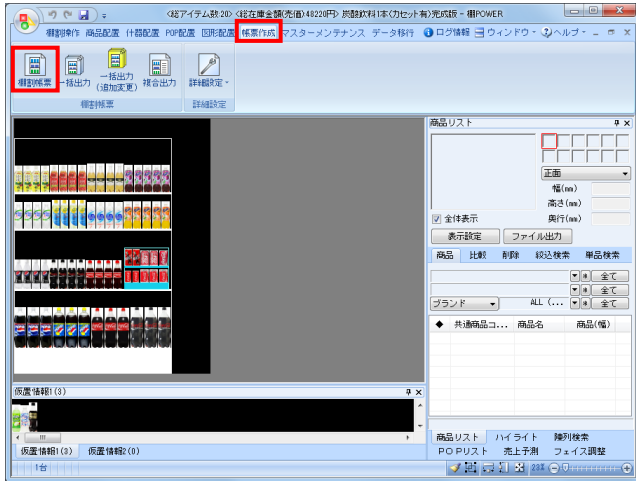 <総アイテム数:20> <総在庫金額(売価)48220円> 炭酸飲料1本(カセット有)完成版 - 棚POWER
棚割操作 商品配置 什器配置 POP配置 図形配置 帳票作成 マスターメンテナンス データ移行 ログ情報 ウィンドウ ヘルプ
棚割帳票 一括出力 一括出力(追加変更) 複合出力 詳細設定
棚割帳票 詳細設定
商品リスト
正面
幅(mm)
高さ(mm)
全体表示 奥行(mm)
表示設定 ファイル出力
商品 比較 削除 絞込検索 単品検索
* 全て
* 全て
ブランド ALL (... * 全て
◆ 共通商品コ... 商品名 商品(幅)
仮置情報1(3)
仮置情報1(3) 仮置情報2(0)
商品リスト ハイライト 陳列検索
POPリスト 売上予測 フェイス調整
1台 23%